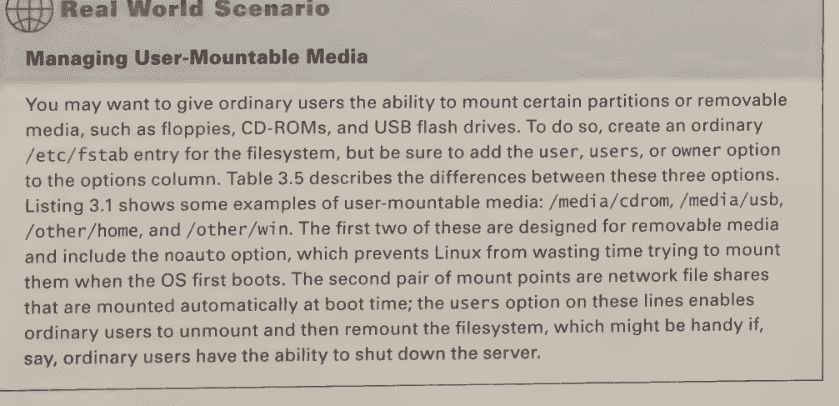 Real World Scenario
Managing User-Mountable Media
You may want to give ordinary users the ability to mount certain partitions or removable
media, such as floppies, CD-ROMs, and USB flash drives. To do so, create an ordinary
/etc/fstab entry for the filesystem, but be sure to add the user, users, or owner option
to the options column. Table 3.5 describes the differences between these three options.
Listing 3.1 shows some examples of user-mountable media: /media/cdrom, /media/usb,
/other/home, and /other/win. The first two of these are designed for removable media
and include the noauto option, which prevents Linux from wasting time trying to mount
them when the OS first boots. The second pair of mount points are network file shares
that are mounted automatically at boot time; the users option on these lines enables
ordinary users to unmount and then remount the filesystem, which might be handy if,
say, ordinary users have the ability to shut down the server.